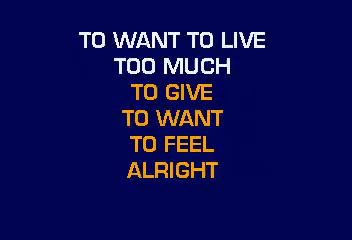 TO WANT TO LIVE
TOO MUCH
TO GIVE
TO WANT
TO FEEL
ALRIGHT